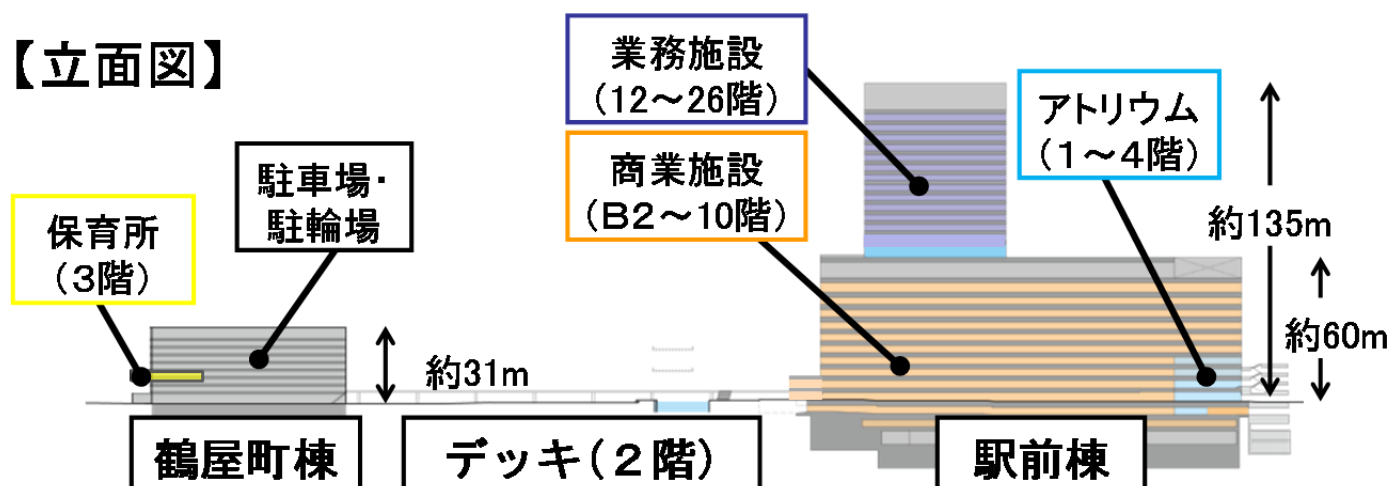 【立面図】
業務施設
（12～26階）
アトリウム
（1～4階）
商業施設
（B2～10階）
駐車場・
駐輪場
保育所
（3階）
約135m
約60m
約31m
鶴屋町棟
デッキ（2階）
駅前棟